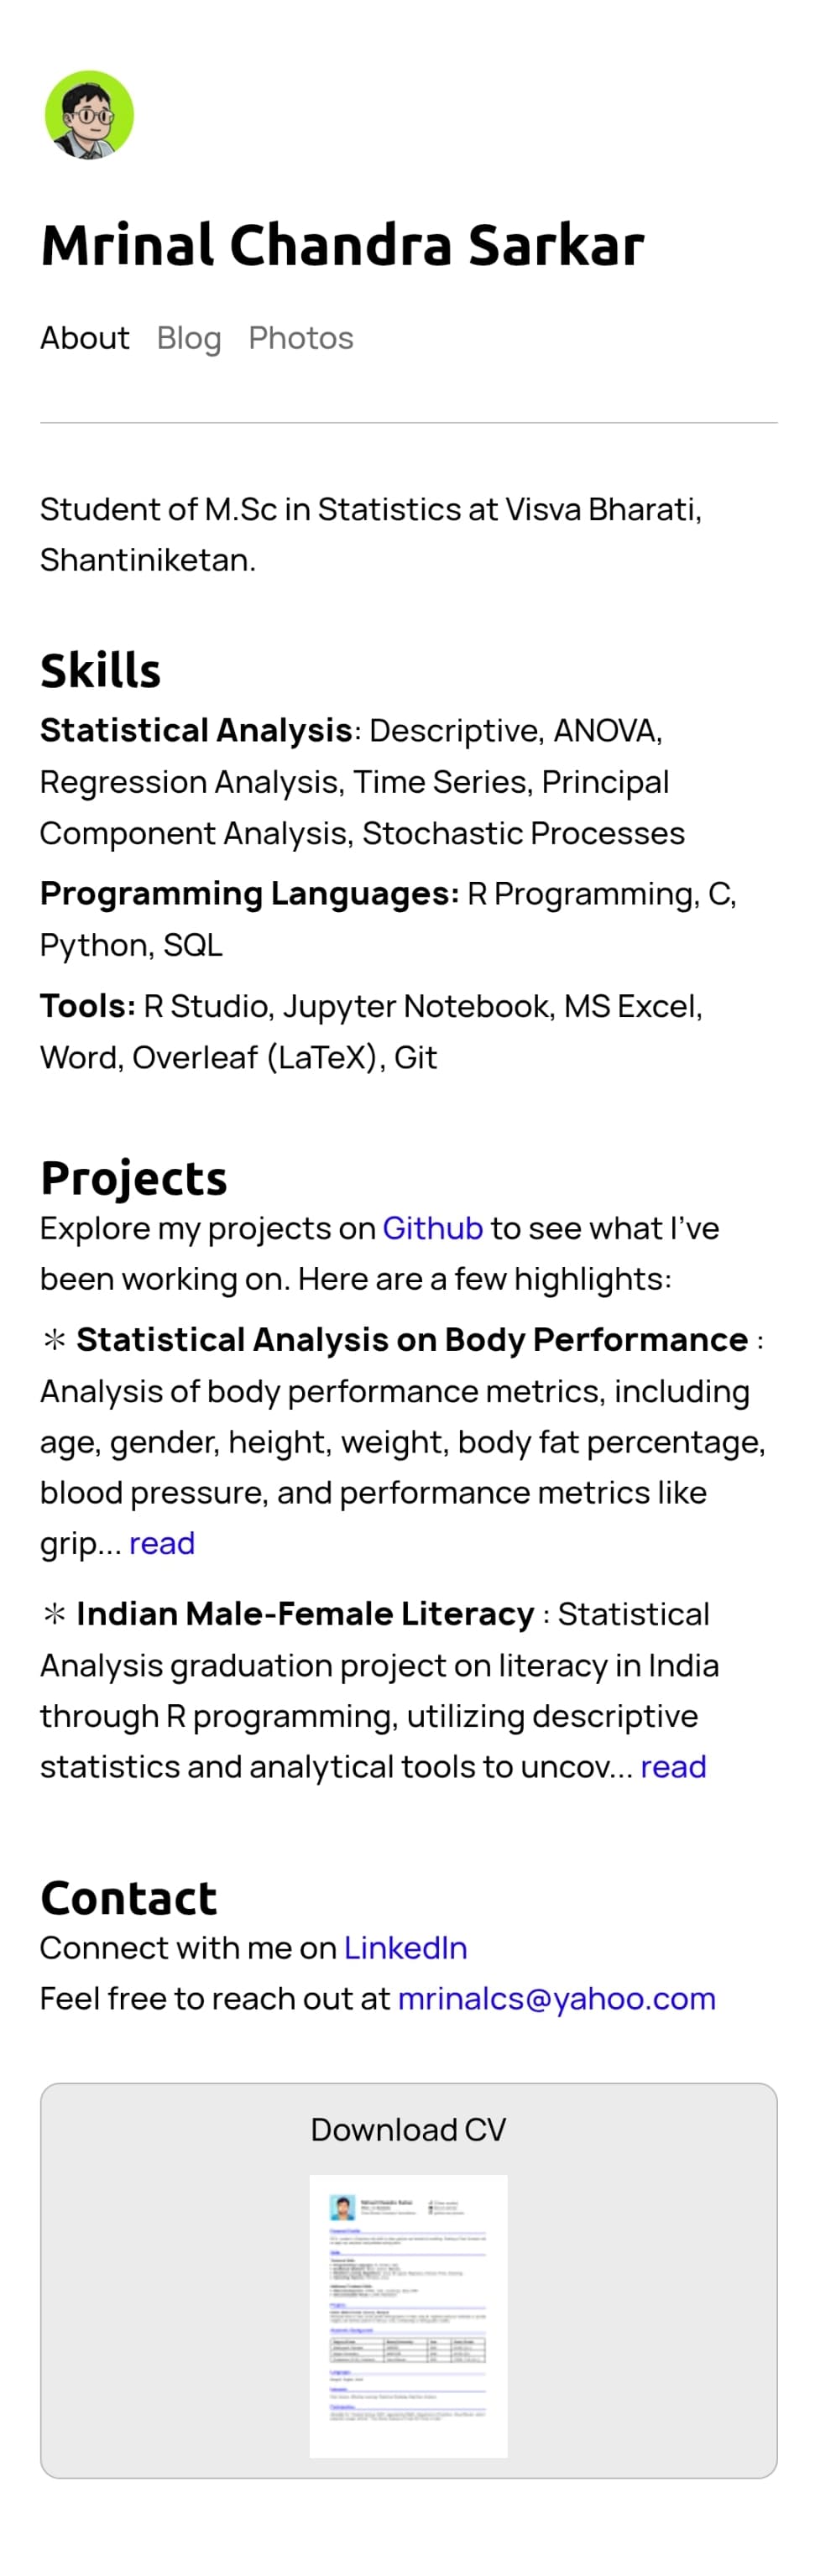 Mrinal Chandra Sarkar
About Blog Photos
Student of M.Sc in Statistics at Visva Bharati,
Shantiniketan.
Skills
Statistical Analysis: Descriptive, ANOVA,
Regression Analysis, Time Series, Principal
Component Analysis, Stochastic Processes
Programming Languages: R Programming, C,
Python, SQL
Tools: R Studio, Jupyter Notebook, MS Excel,
Word, Overleaf (LaTeX), Git
Projects
Explore my projects on Github to see what I’ve
been working on. Here are a few highlights:
✻ Statistical Analysis on Body Performance :
Analysis of body performance metrics, including
age, gender, height, weight, body fat percentage,
blood pressure, and performance metrics like
grip... read
✻ Indian Male-Female Literacy : Statistical
Analysis graduation project on literacy in India
through R programming, utilizing descriptive
statistics and analytical tools to uncov... read
Contact
Connect with me on LinkedIn
Feel free to reach out at mrinalcs@yahoo.com
Download CV